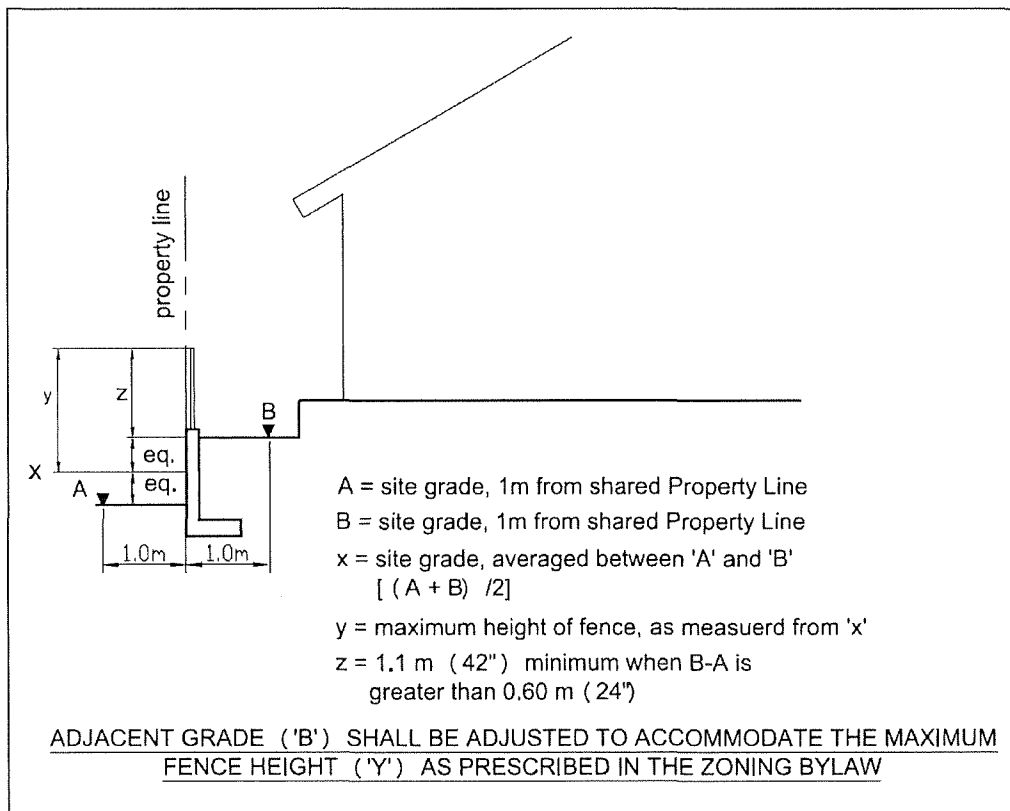 property line
y
z
B
eq.
X
eq.
A
1.0m
1.0m
A = site grade, 1m from shared Property Line
B = site grade, 1m from shared Property Line
x = site grade, averaged between 'A' and 'B'
[ ( A + B) /2]
y = maximum height of fence, as measuerd from 'x'
z = 1.1 m ( 42") minimum when B-A is
greater than 0.60 m ( 24")
ADJACENT GRADE ('B') SHALL BE ADJUSTED TO ACCOMMODATE THE MAXIMUM
FENCE HEIGHT ('Y') AS PRESCRIBED IN THE ZONING BYLAW